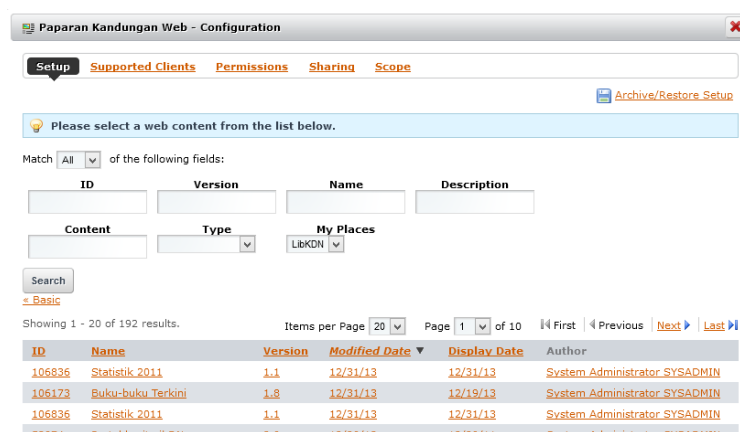 Paparan Kandungan Web - Configuration
Setup Supported Clients Permissions Sharing Scope
Archive/Restore Setup
Please select a web content from the list below.
Match All of the following fields:
ID Version Name Description
Content Type My Places
LibKDN
Search
« Basic
Showing 1 - 20 of 192 results. Items per Page 20 Page 1 of 10 First Previous Next Last
ID Name Version Modified Date ▼ Display Date Author
106836 Statistik 2011 1.1 12/31/13 12/31/13 System Administrator SYSADMIN
106173 Buku-buku Terkini 1.8 12/31/13 12/19/13 System Administrator SYSADMIN
106836 Statistik 2011 1.1 12/31/13 12/31/13 System Administrator SYSADMIN